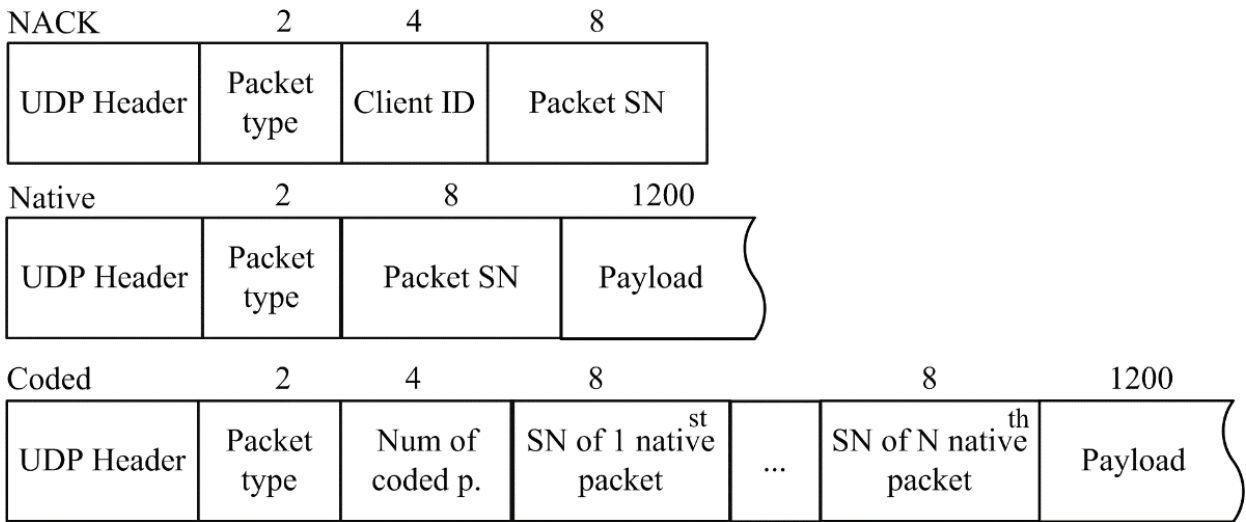 NACK 2 4 8
UDP Header Packet type Client ID Packet SN
Native 2 8 1200
UDP Header Packet type Packet SN Payload
Coded 2 4 8 8 1200
UDP Header Packet type Num of coded p. SN of 1st native packet ... SN of Nth native packet Payload